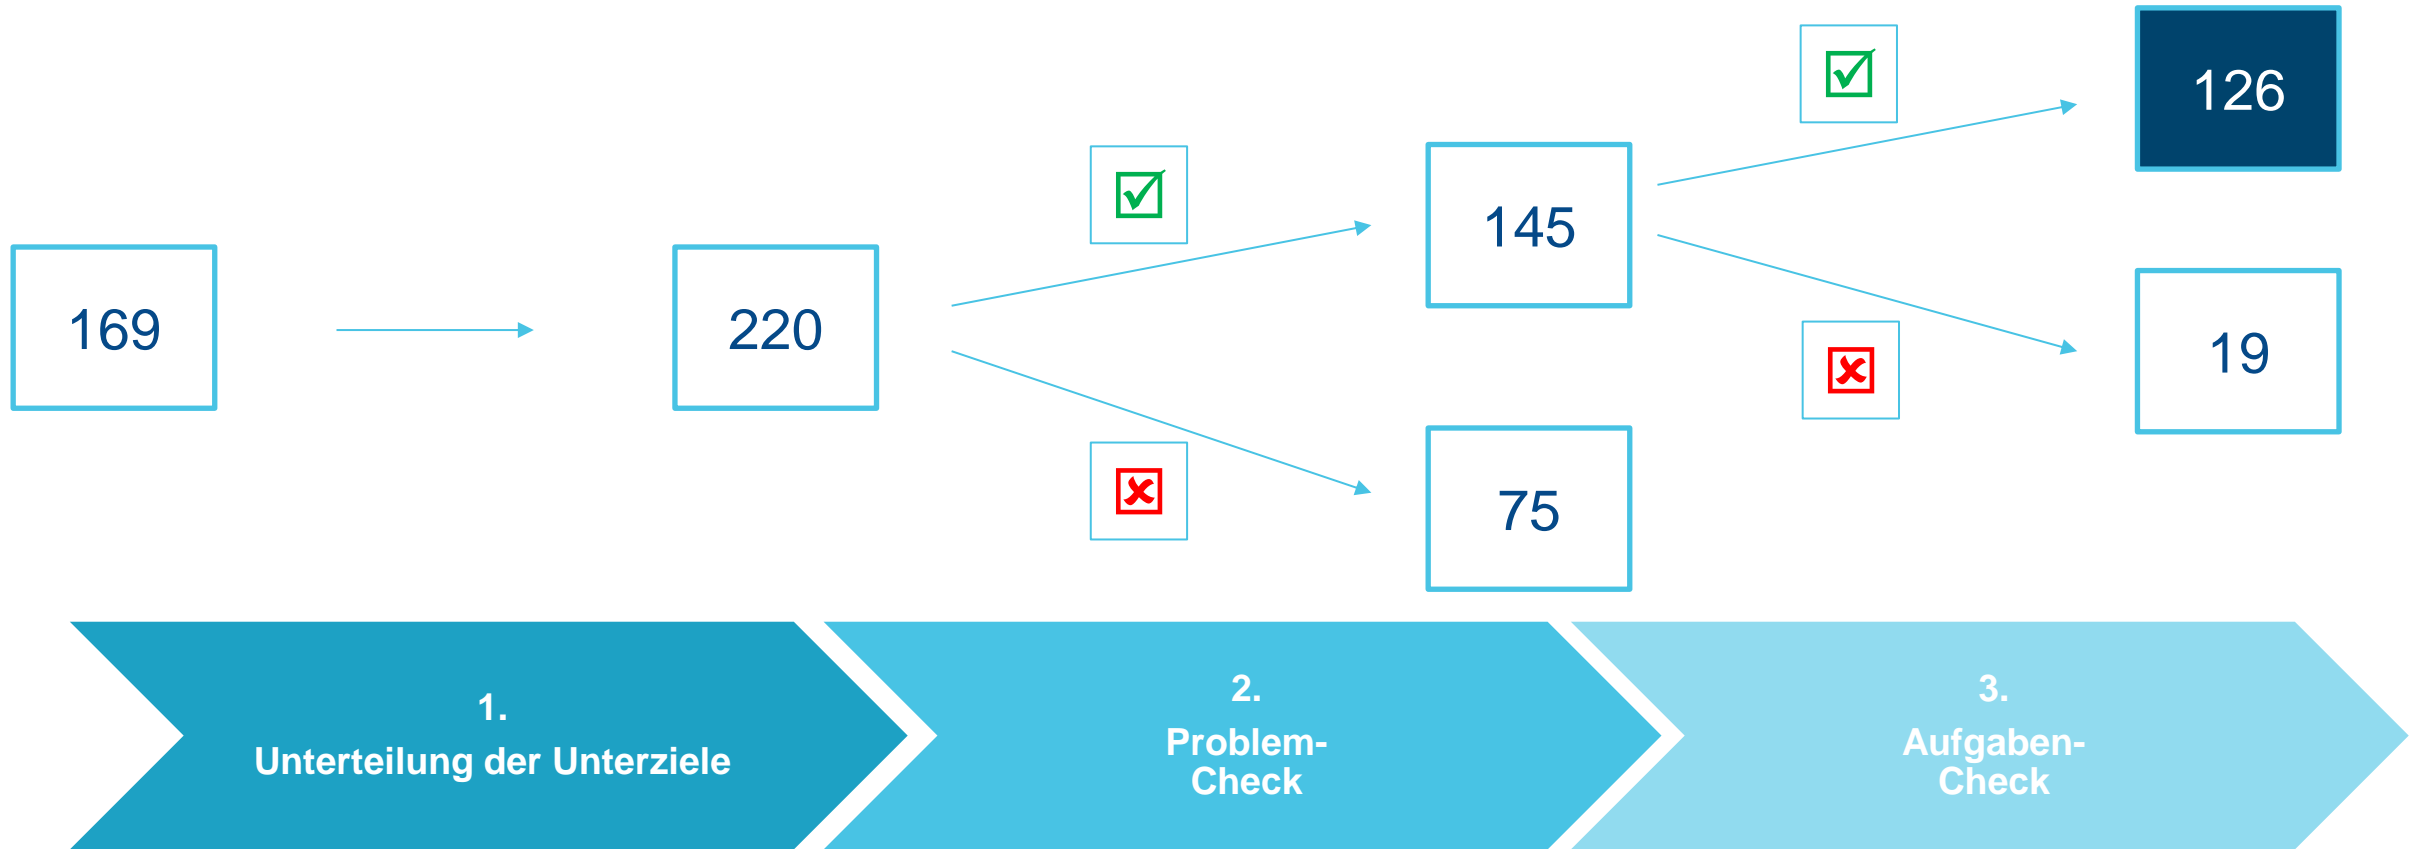 126
145
169
220
19
75
1.
Unterteilung der Unterziele
2.
Problem-
Check
3.
Aufgaben-
Check